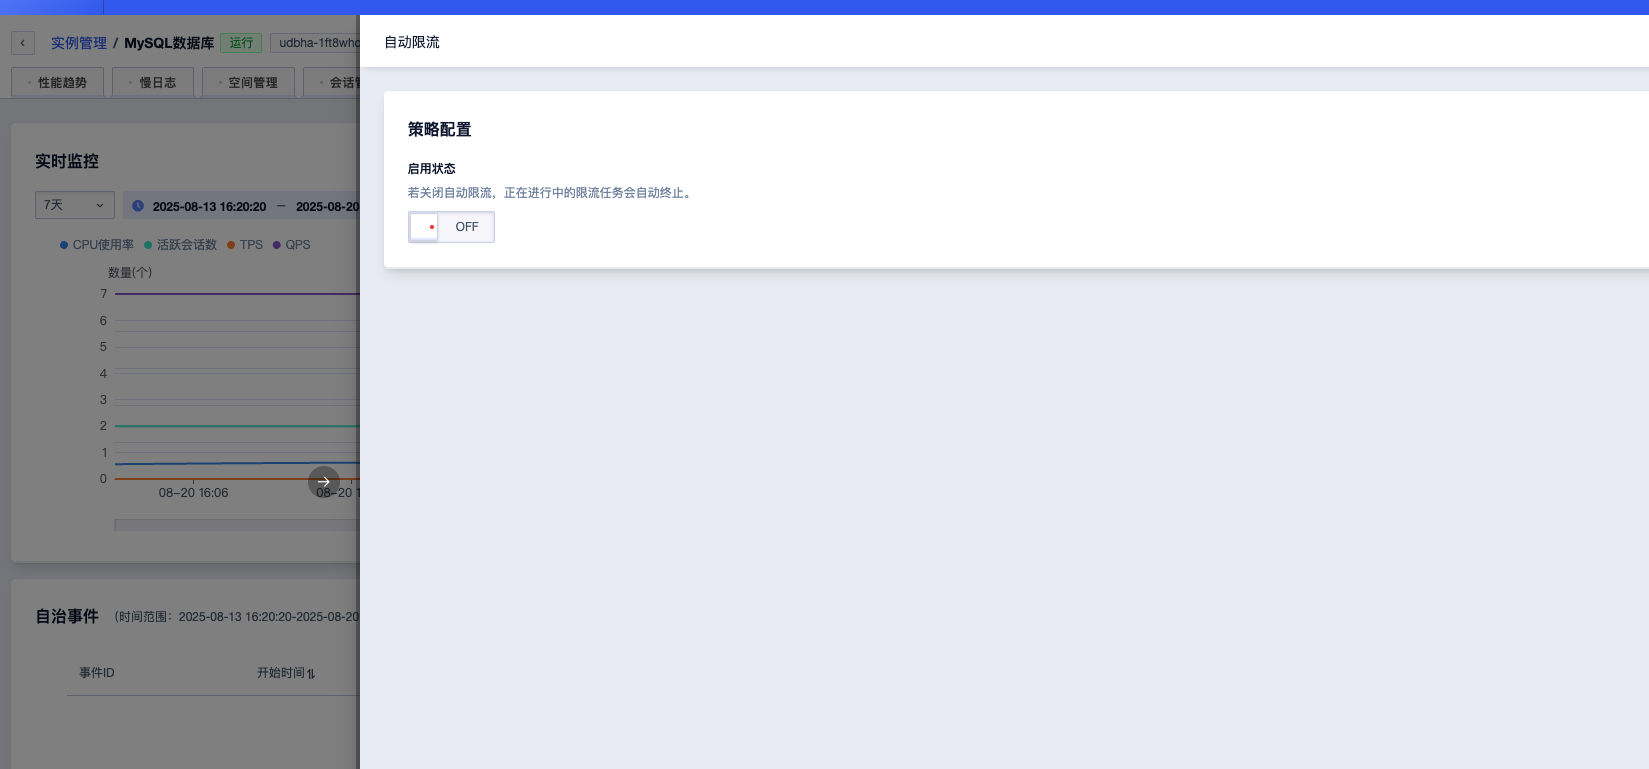 实例管理 / MySQL数据库 运行
自动限流
性能趋势 慢日志 空间管理
策略配置
启用状态
若关闭自动限流，正在进行中的限流任务会自动终止。
OFF
实时监控
7天 2025-08-13 16:20:20 – 2025-08-20
CPU使用率 活跃会话数 TPS QPS
数量(个)
7
6
5
4
3
2
1
0
08-20 16:06 08-20
自治事件 (时间范围：2025-08-13 16:20:20-2025-08-20
事件ID 开始时间